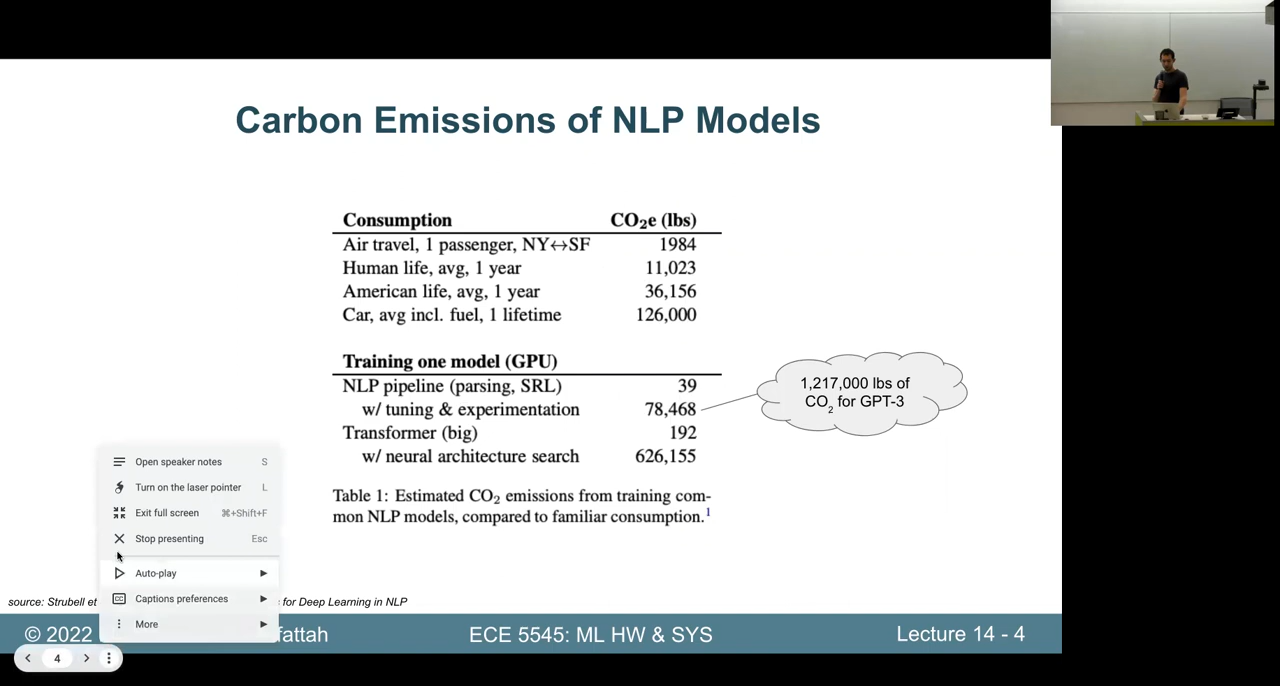 Carbon Emissions of NLP Models
Consumption CO₂e (lbs)
Air travel, 1 passenger, NY↔SF 1984
Human life, avg, 1 year 11,023
American life, avg, 1 year 36,156
Car, avg incl. fuel, 1 lifetime 126,000
Training one model (GPU)
NLP pipeline (parsing, SRL) 39
w/ tuning & experimentation 78,468
Transformer (big) 192
w/ neural architecture search 626,155
1,217,000 lbs of
CO₂ for GPT-3
Table 1: Estimated CO₂ emissions from training com-
mon NLP models, compared to familiar consumption.¹
Open speaker notes S
Turn on the laser pointer L
Exit full screen ⌘+Shift+F
Stop presenting Esc
Auto-play
CC Captions preferences
More
source: Strubell et for Deep Learning in NLP
© 2022 fattah ECE 5545: ML HW & SYS Lecture 14 - 4
4